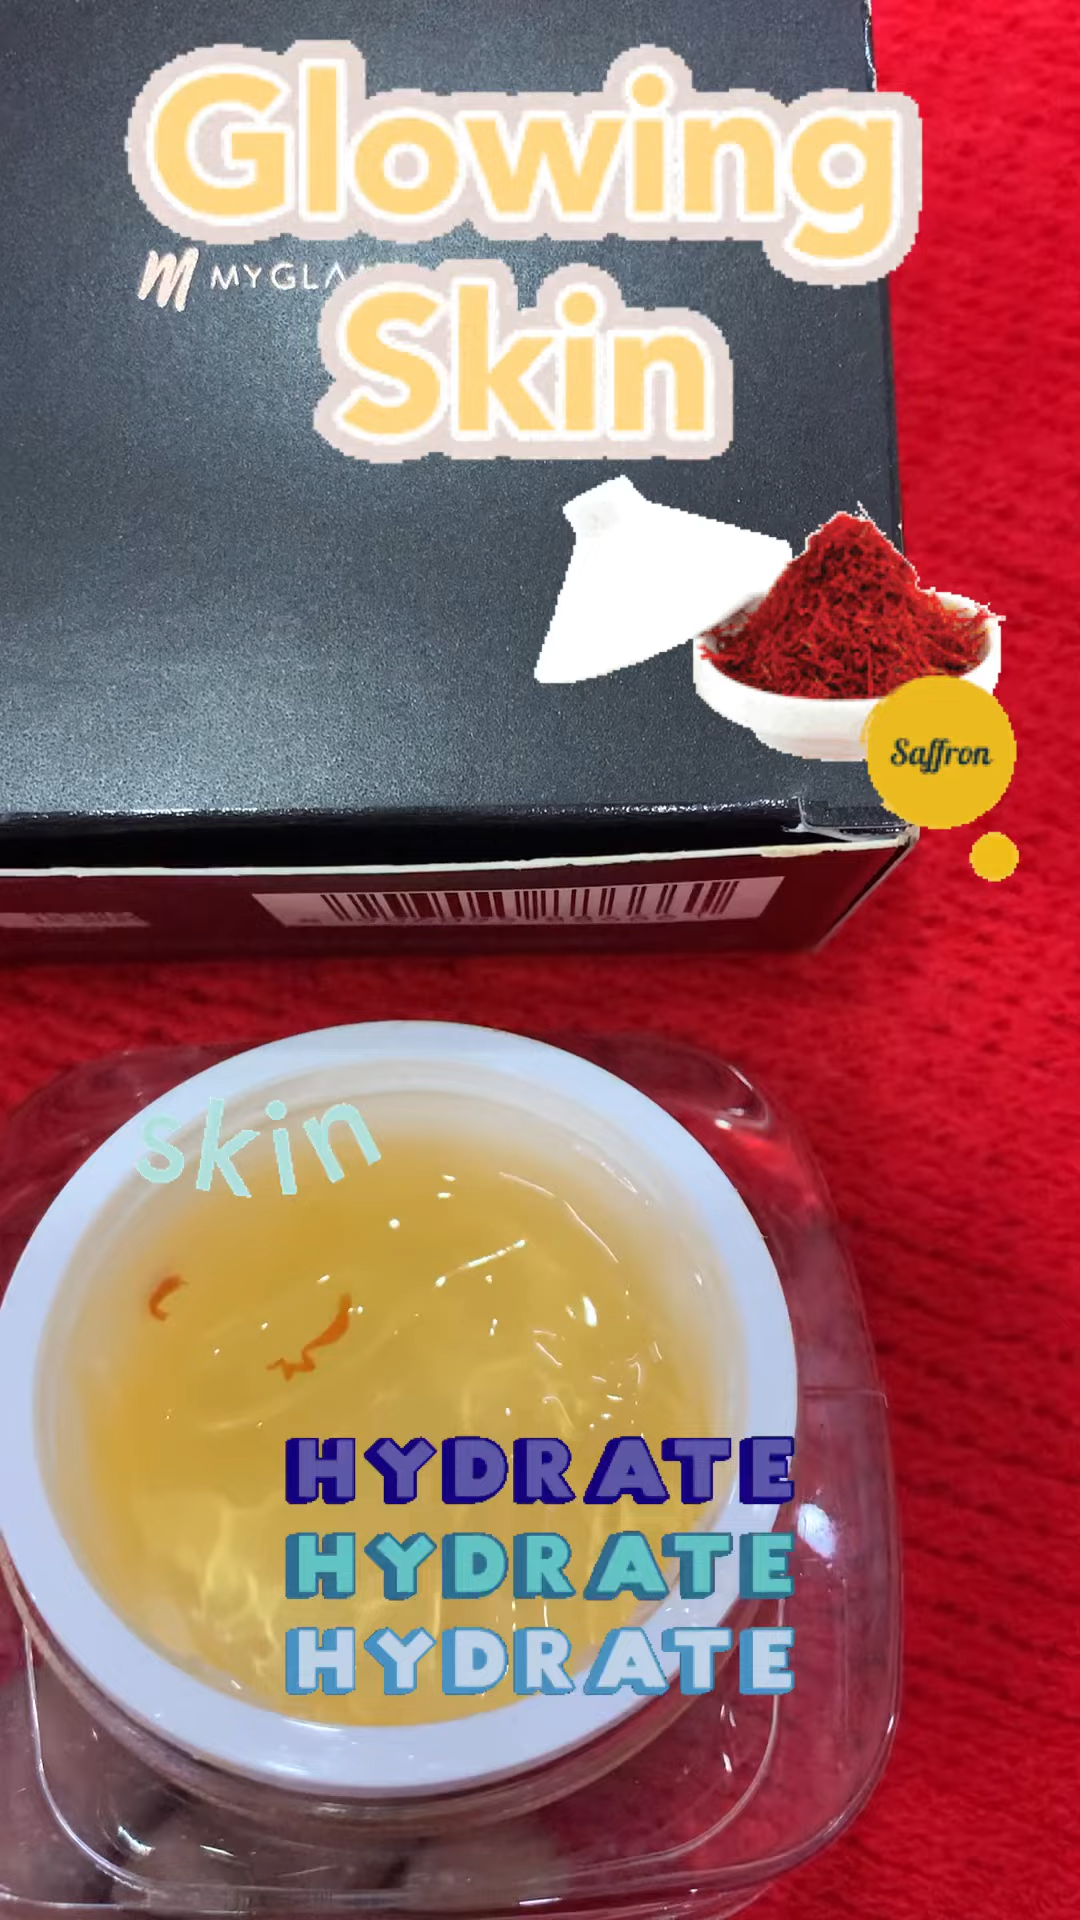 Glowing
MYGLA
Skin
Saffron
skin
HYDRATE
HYDRATE
HYDRATE